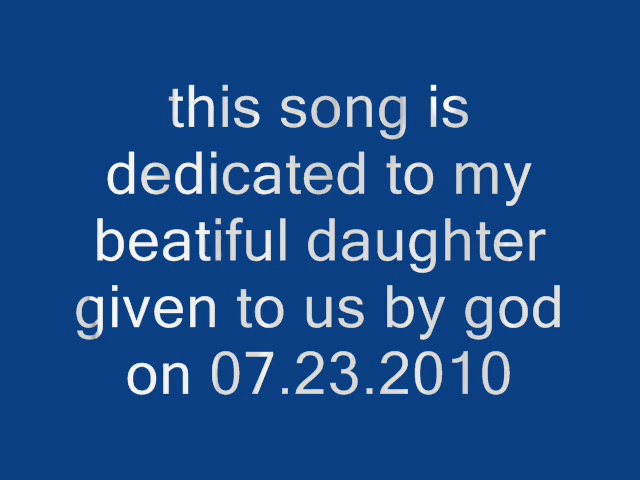 this song is
dedicated to my
beatiful daughter
given to us by god
on 07.23.2010